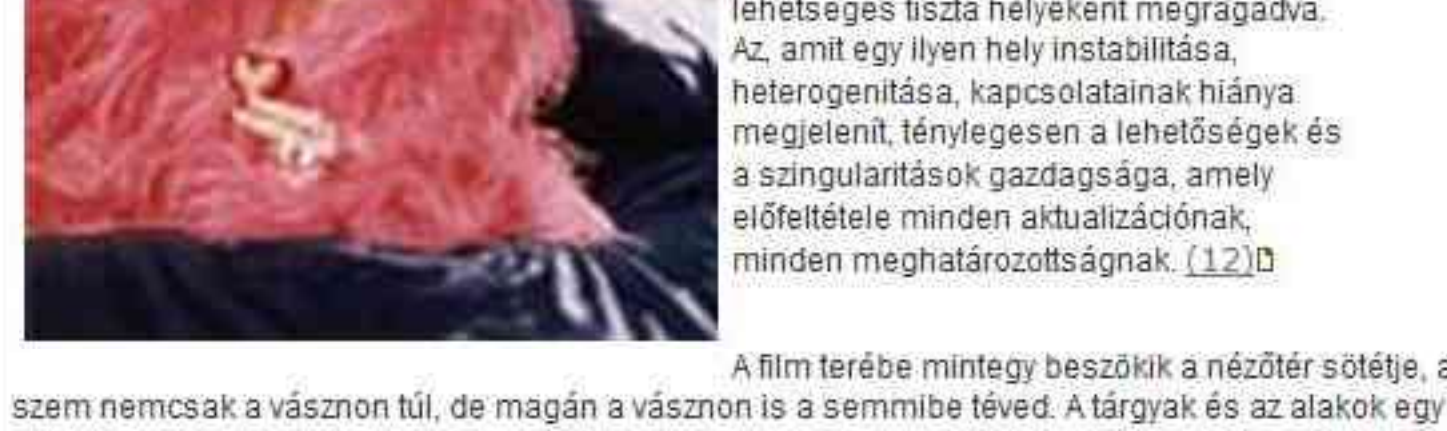 lehetséges tiszta helyeként megragadva.
Az, amit egy ilyen hely instabilitása,
heterogenitása, kapcsolatainak hiánya
megjelenít, ténylegesen a lehetőségek és
a szingularitások gazdagsága, amely
előfeltétele minden aktualizációnak,
minden meghatározottságnak. (12)
A film terébe mintegy beszökik a nézőtér sötétje, a
szem nemcsak a vásznon túl, de magán a vásznon is a semmibe téved. A tárgyak és az alakok egy